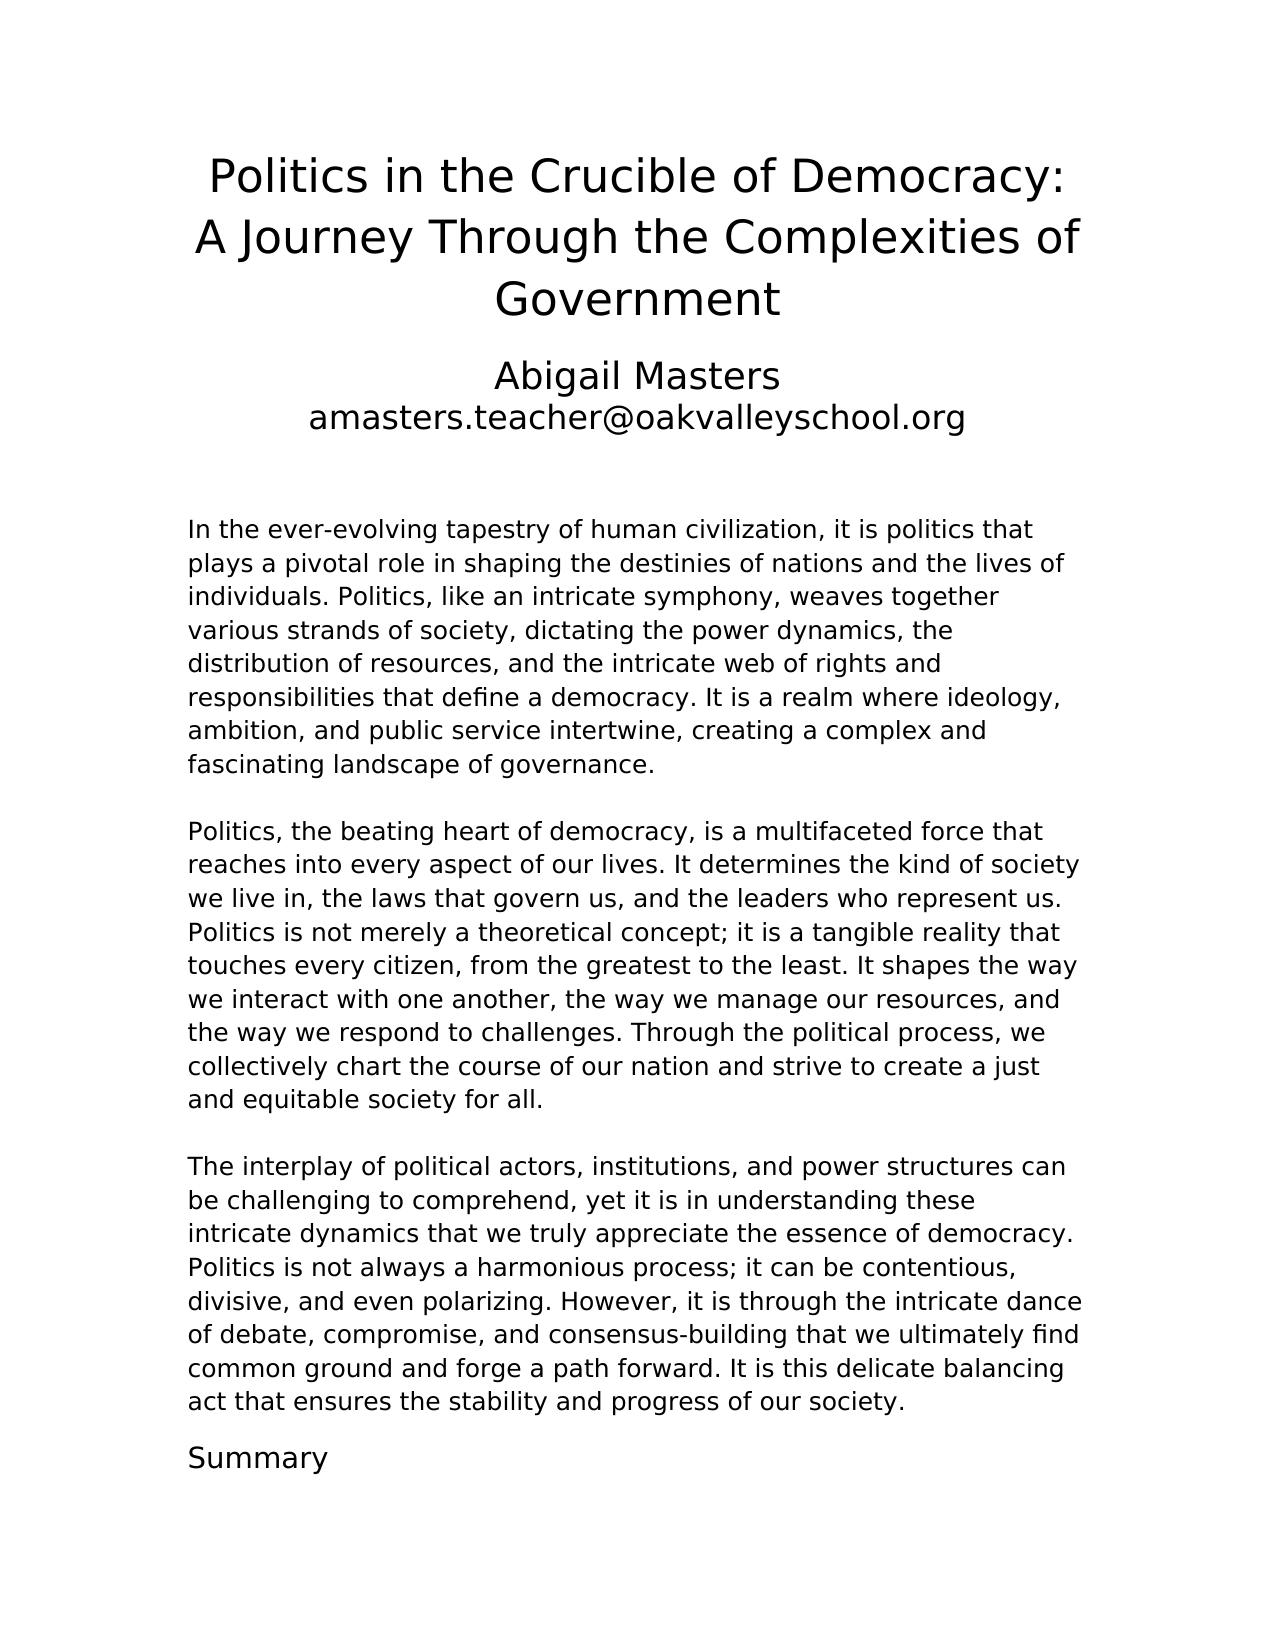 Politics in the Crucible of Democracy:
A Journey Through the Complexities of
Government
Abigail Masters
amasters.teacher@oakvalleyschool.org
In the ever-evolving tapestry of human civilization, it is politics that
plays a pivotal role in shaping the destinies of nations and the lives of
individuals. Politics, like an intricate symphony, weaves together
various strands of society, dictating the power dynamics, the
distribution of resources, and the intricate web of rights and
responsibilities that define a democracy. It is a realm where ideology,
ambition, and public service intertwine, creating a complex and
fascinating landscape of governance.
Politics, the beating heart of democracy, is a multifaceted force that
reaches into every aspect of our lives. It determines the kind of society
we live in, the laws that govern us, and the leaders who represent us.
Politics is not merely a theoretical concept; it is a tangible reality that
touches every citizen, from the greatest to the least. It shapes the way
we interact with one another, the way we manage our resources, and
the way we respond to challenges. Through the political process, we
collectively chart the course of our nation and strive to create a just
and equitable society for all.
The interplay of political actors, institutions, and power structures can
be challenging to comprehend, yet it is in understanding these
intricate dynamics that we truly appreciate the essence of democracy.
Politics is not always a harmonious process; it can be contentious,
divisive, and even polarizing. However, it is through the intricate dance
of debate, compromise, and consensus-building that we ultimately find
common ground and forge a path forward. It is this delicate balancing
act that ensures the stability and progress of our society.
Summary